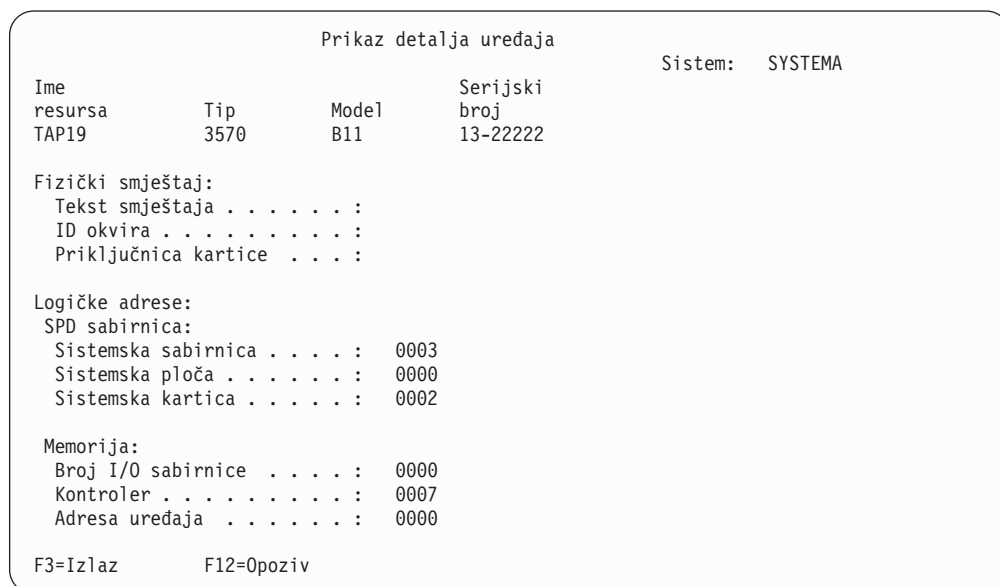 Prikaz detalja uređaja
Sistem: SYSTEMA
Ime Serijski
resursa Tip Model broj
TAP19 3570 B11 13-22222
Fizički smještaj:
Tekst smještaja . . . . . . :
ID okvira . . . . . . . . . :
Priključnica kartice . . . :
Logičke adrese:
SPD sabirnica:
Sistemska sabirnica . . . . : 0003
Sistemska ploča . . . . . . : 0000
Sistemska kartica . . . . . : 0002
Memorija:
Broj I/O sabirnice . . . . : 0000
Kontroler . . . . . . . . . : 0007
Adresa uređaja . . . . . . : 0000
F3=Izlaz F12=Opoziv